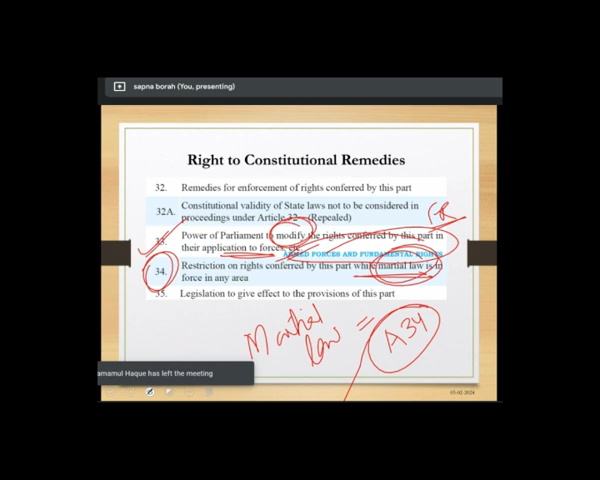 sapna borah (You, presenting)
Right to Constitutional Remedies
32. Remedies for enforcement of rights conferred by this part
32A. Constitutional validity of State laws not to be considered in
proceedings under Article 32 (Repealed)
FR
33. Power of Parliament to modify the rights conferred by this part in
their application to forces, etc
ARMED FORCES AND FUNDAMENTAL RIGHTS
34. Restriction on rights conferred by this part while martial law is in
force in any area
35. Legislation to give effect to the provisions of this part
Martial
law = A34
amamul Haque has left the meeting
03-02-2024